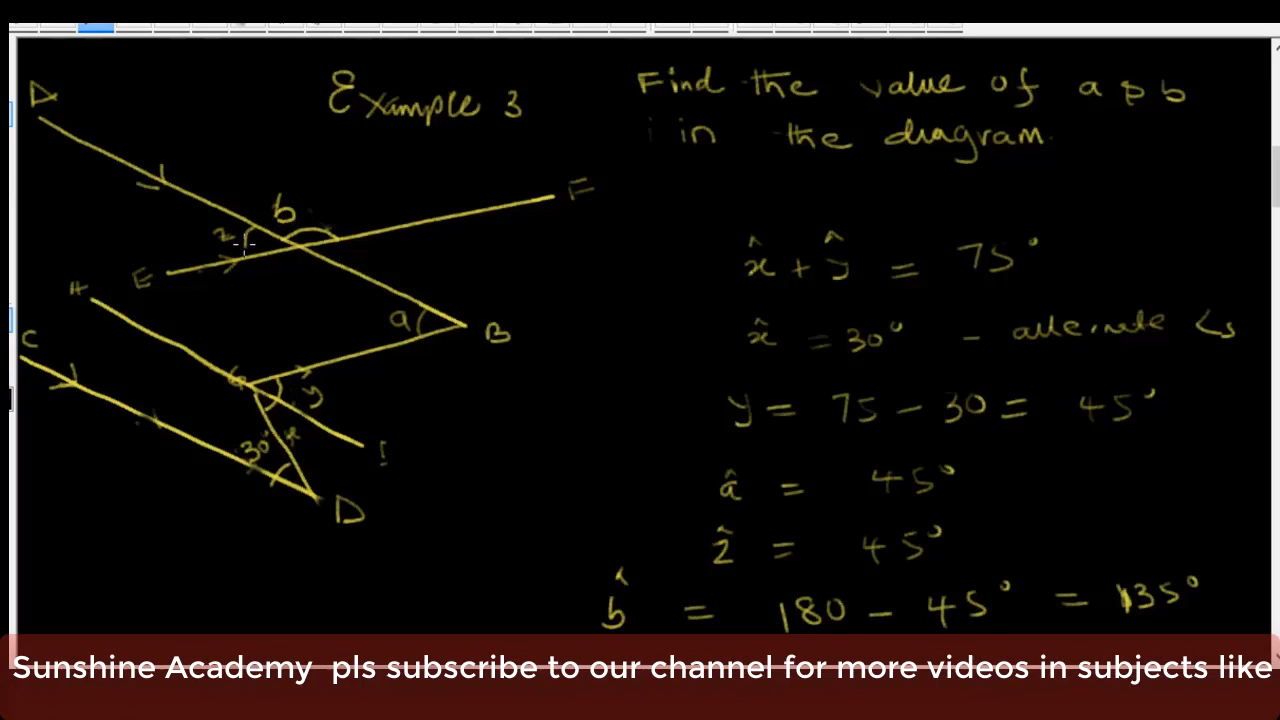 Example 3
Find the value of a & b
in the diagram.
A
F
b
z
E
H
C
a
B
G
y
30°
x
I
D
x̂ + ŷ = 75°
x̂ = 30° - alternate <s
y = 75 - 30 = 45°
â = 45°
ẑ = 45°
b̂ = 180 - 45° = 135°
Sunshine Academy pls subscribe to our channel for more videos in subjects like